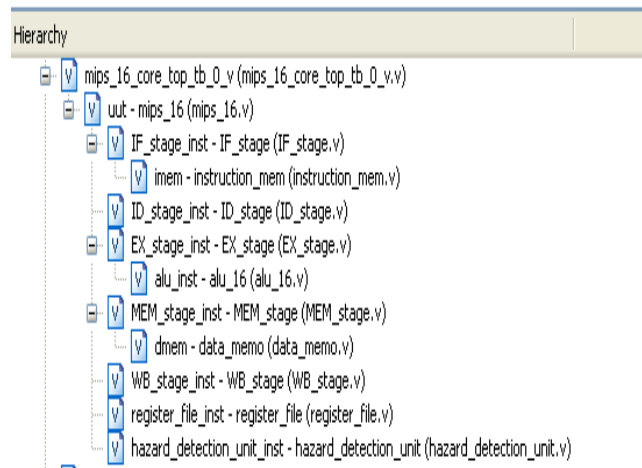 Hierarchy
V mips_16_core_top_tb_0_v (mips_16_core_top_tb_0_v.v)
V uut - mips_16 (mips_16.v)
V IF_stage_inst - IF_stage (IF_stage.v)
V imem - instruction_mem (instruction_mem.v)
V ID_stage_inst - ID_stage (ID_stage.v)
V EX_stage_inst - EX_stage (EX_stage.v)
V alu_inst - alu_16 (alu_16.v)
V MEM_stage_inst - MEM_stage (MEM_stage.v)
V dmem - data_memo (data_memo.v)
V WB_stage_inst - WB_stage (WB_stage.v)
V register_file_inst - register_file (register_file.v)
V hazard_detection_unit_inst - hazard_detection_unit (hazard_detection_unit.v)